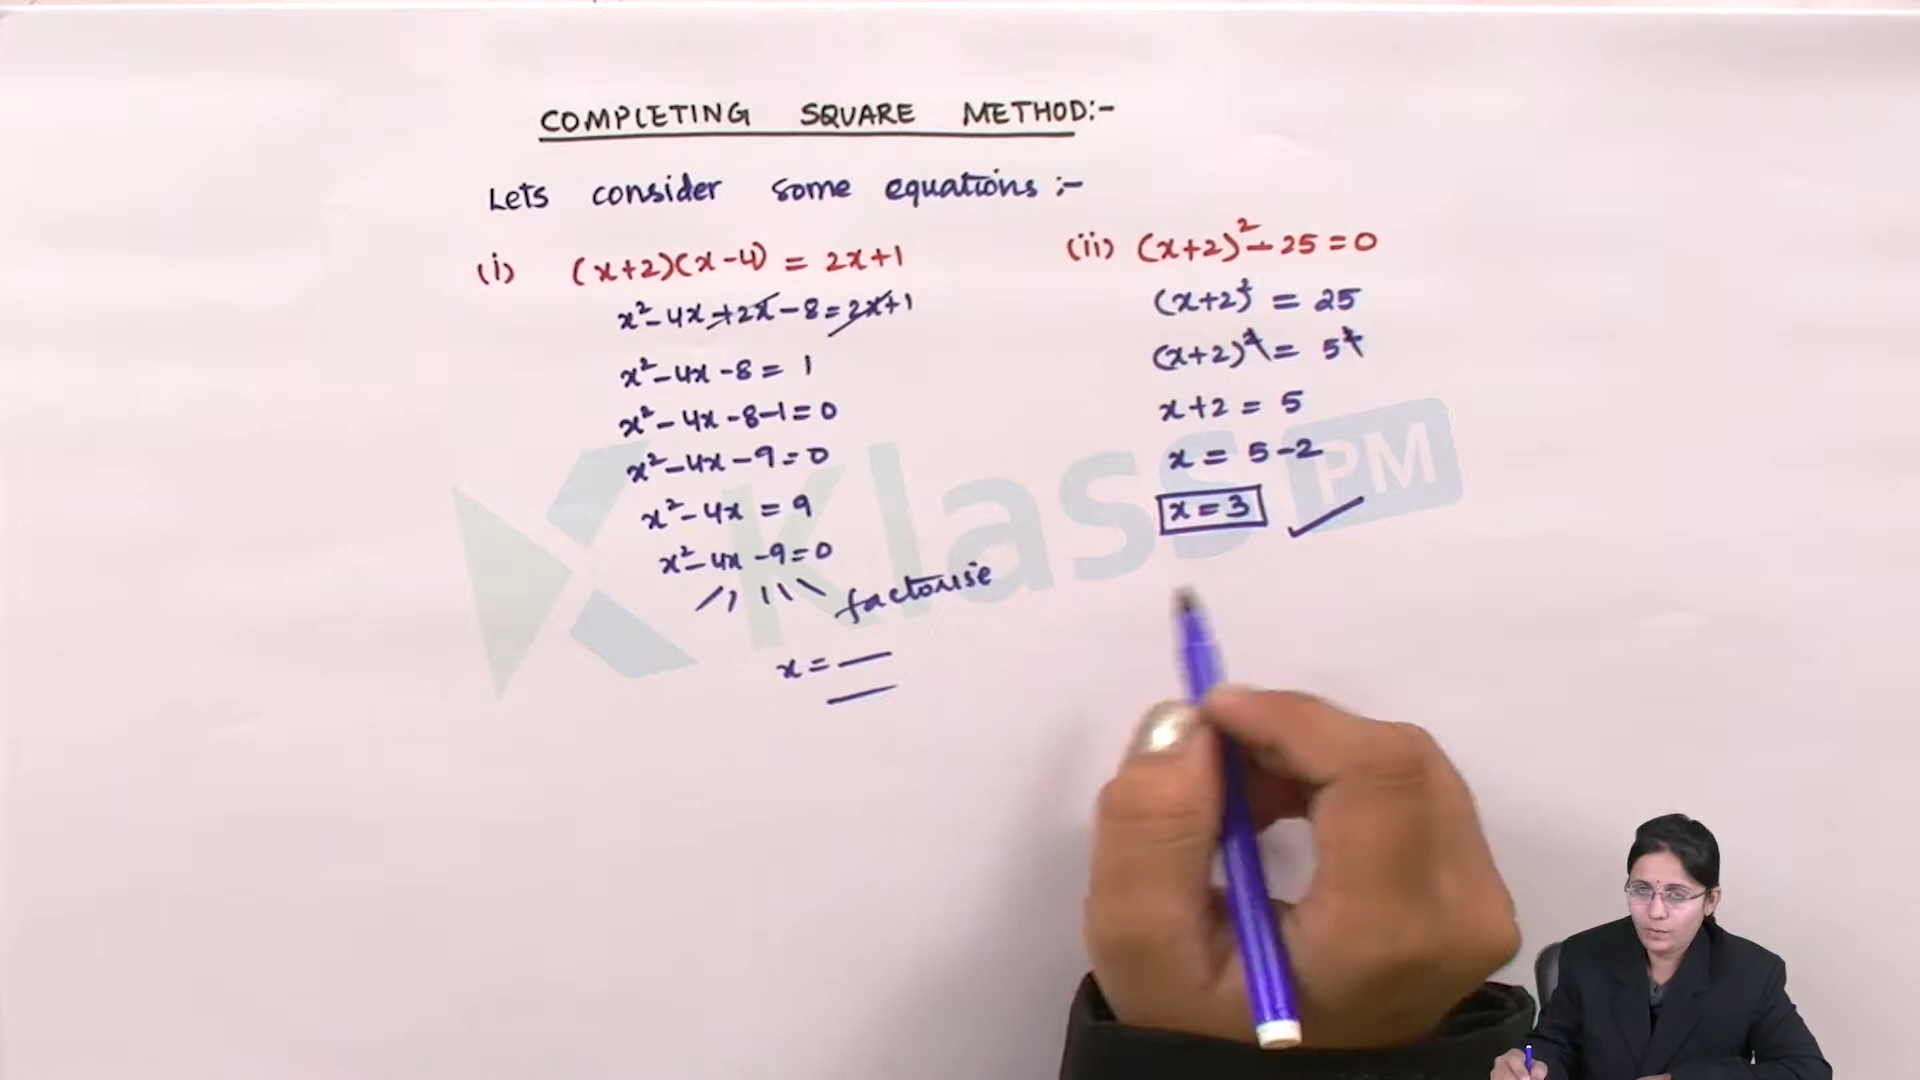 COMPLETING SQUARE METHOD:-
Lets consider some equations :-
(i) (x+2)(x-4) = 2x+1
x²-4x+2x-8=2x+1
x²-4x-8= 1
x²-4x-8-1=0
x²-4x-9=0
x²-4x = 9
x²-4x-9=0
factorise
x =
(ii) (x+2)²-25=0
(x+2)² = 25
(x+2)² = 5²
x+2 = 5
x = 5-2
x=3
Klass PM